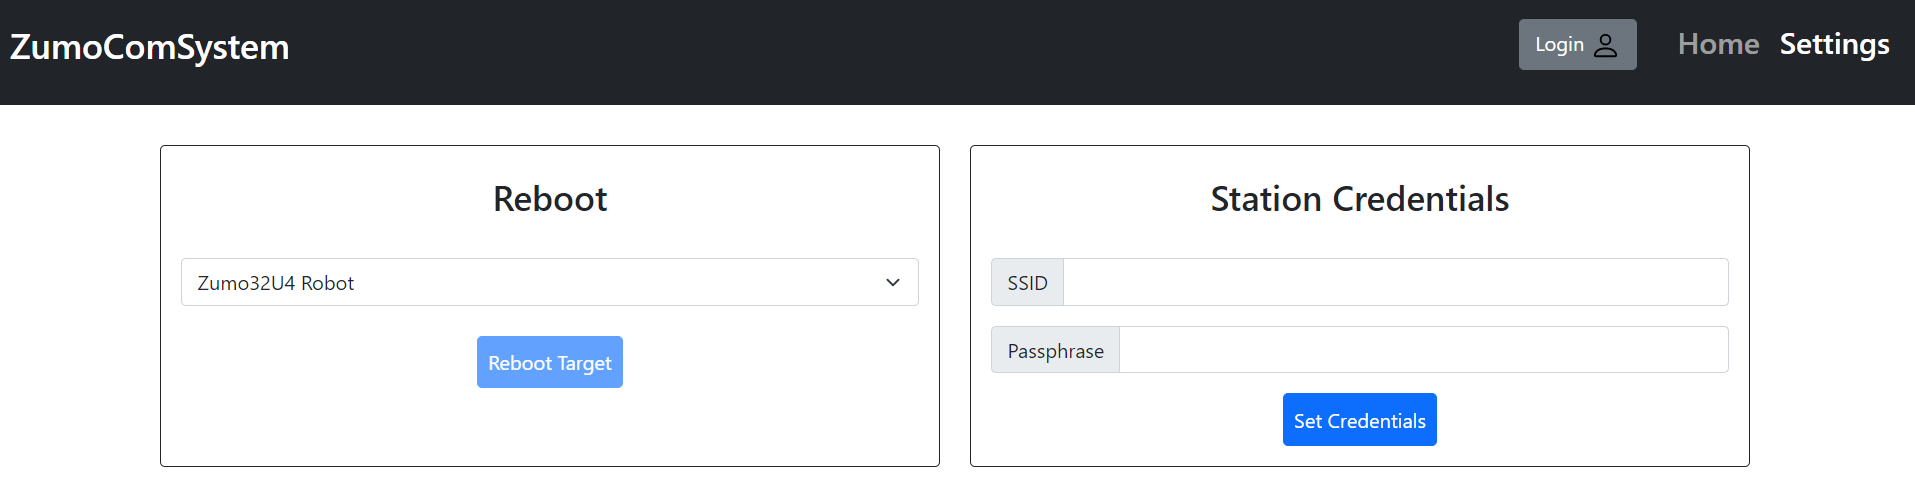 ZumoComSystem
Login
Home
Settings
Reboot
Zumo32U4 Robot
Reboot Target
Station Credentials
SSID
Passphrase
Set Credentials